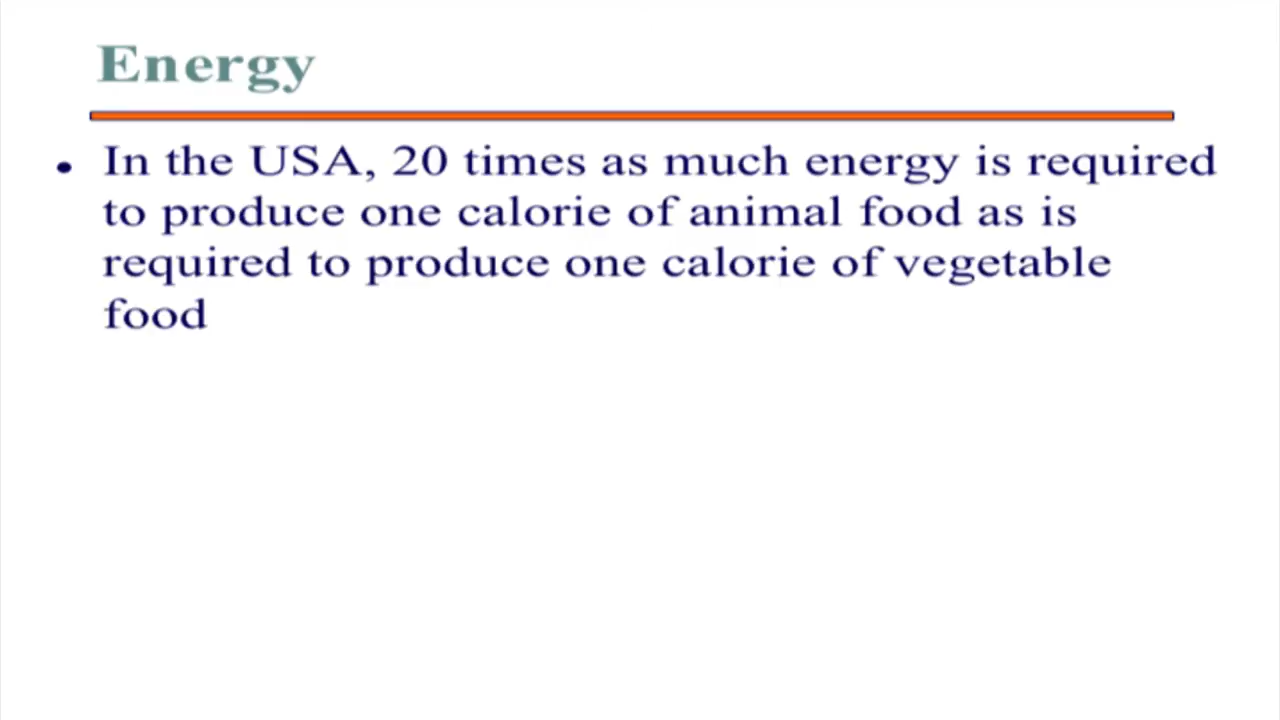 Energy
• In the USA, 20 times as much energy is required
to produce one calorie of animal food as is
required to produce one calorie of vegetable
food